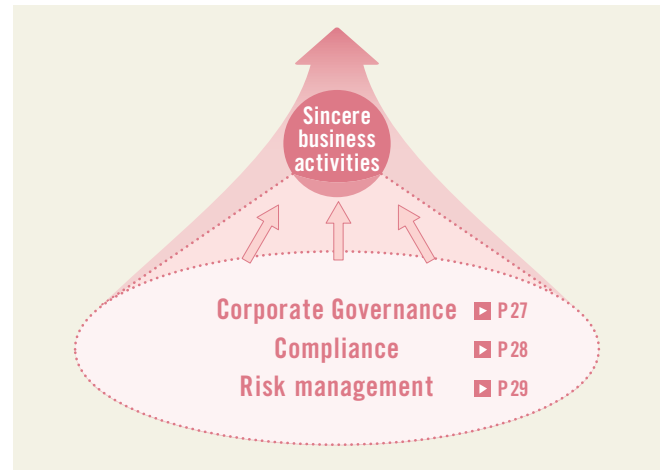 Sincere
business
activities
Corporate Governance ▶ P27
Compliance ▶ P28
Risk management ▶ P29